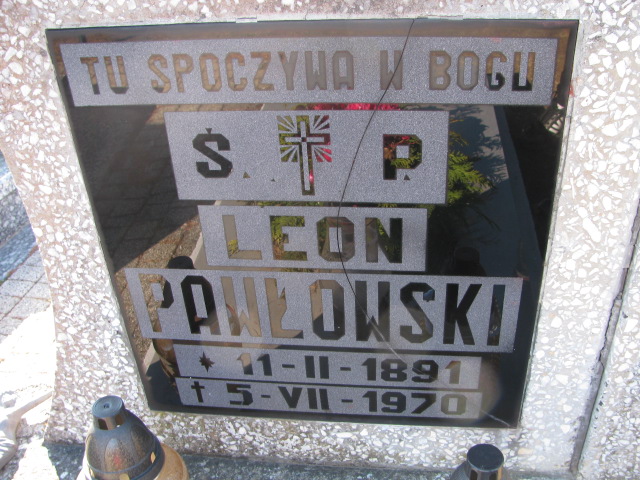 TU SPOCZYWA W BOGU
Ś. P.
LEON
PAWŁOWSKI
* 11-II-1891
† 5-VII-1970